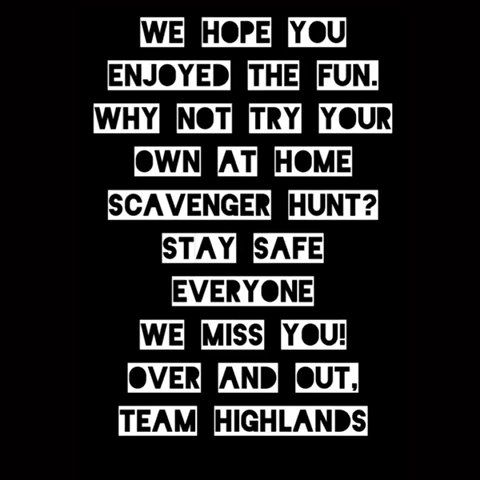 WE HOPE YOU
ENJOYED THE FUN.
WHY NOT TRY YOUR
OWN AT HOME
SCAVENGER HUNT?
STAY SAFE
EVERYONE
WE MISS YOU!
OVER AND OUT,
TEAM HIGHLANDS